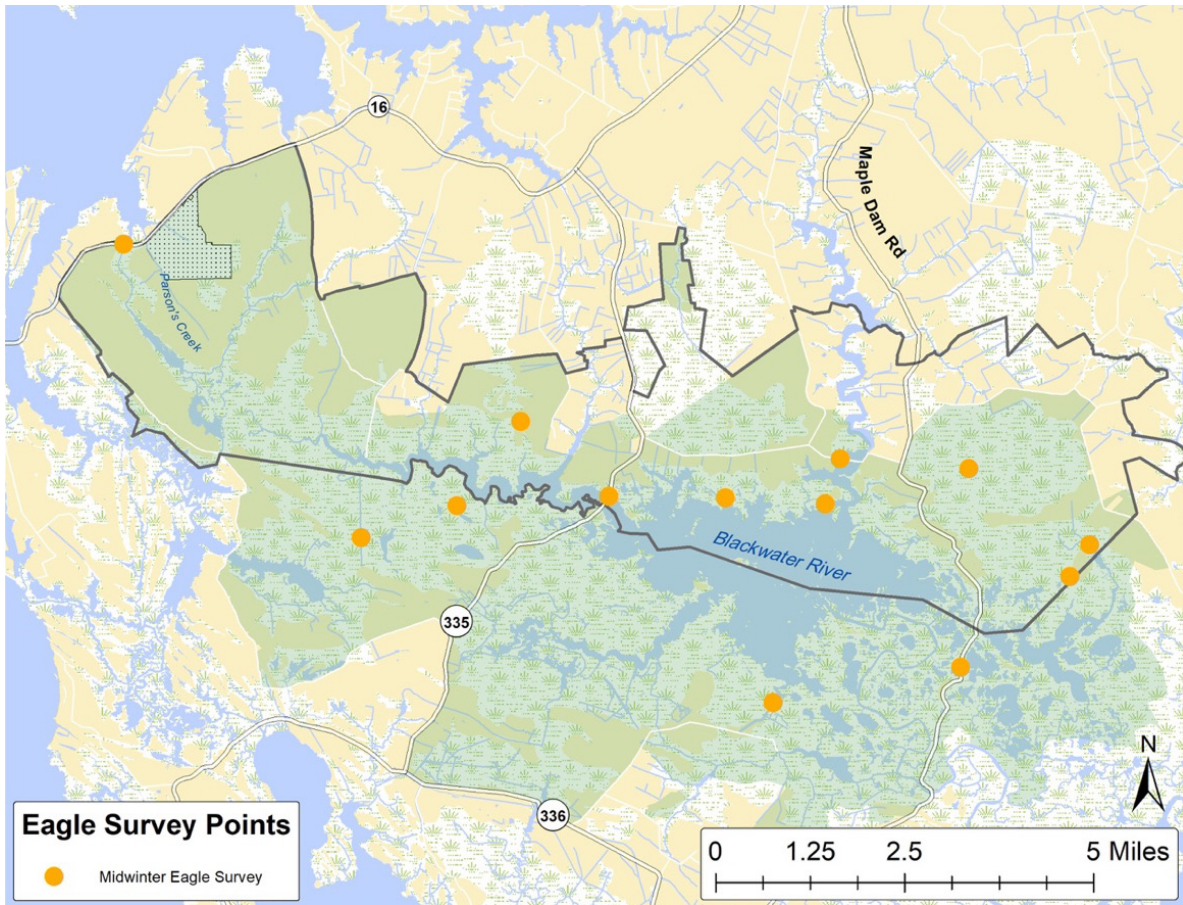 16
Maple Dam Rd
Parson's Creek
Blackwater River
335
336
N
Eagle Survey Points
Midwinter Eagle Survey
0 1.25 2.5 5 Miles